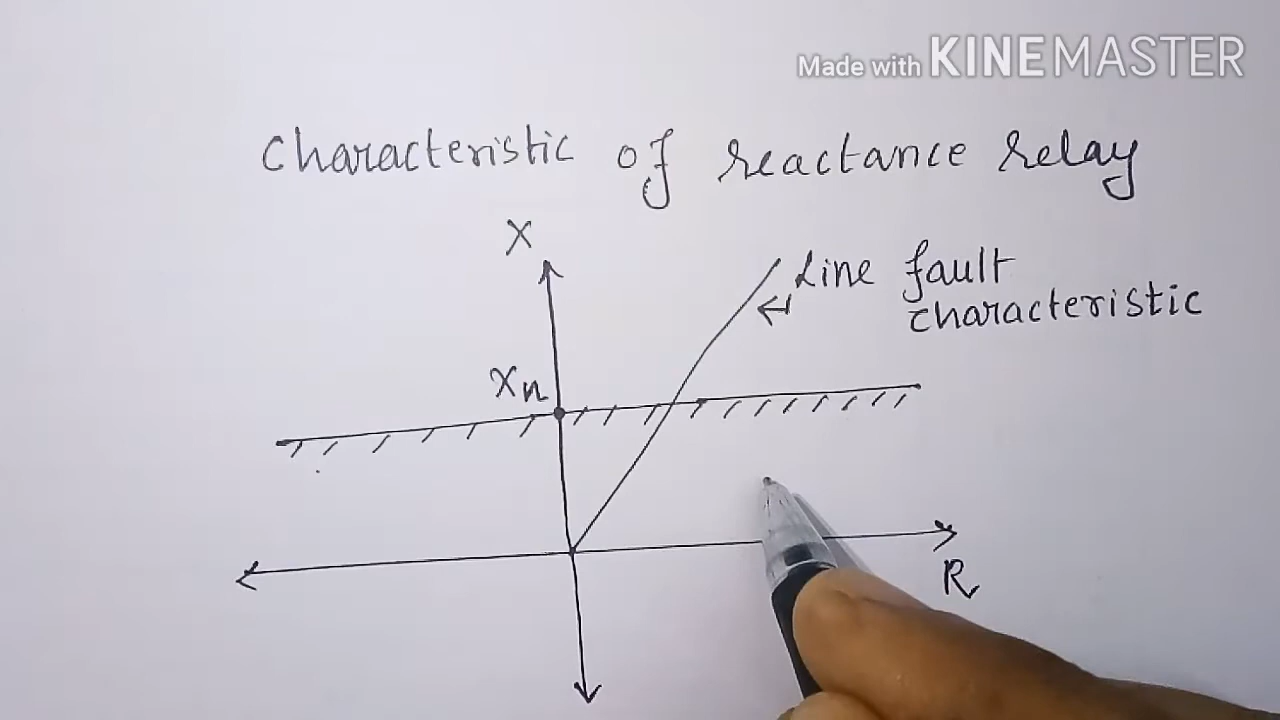 Made with KINEMASTER
Characteristic of reactance relay
X
Line fault
characteristic
Xn
R